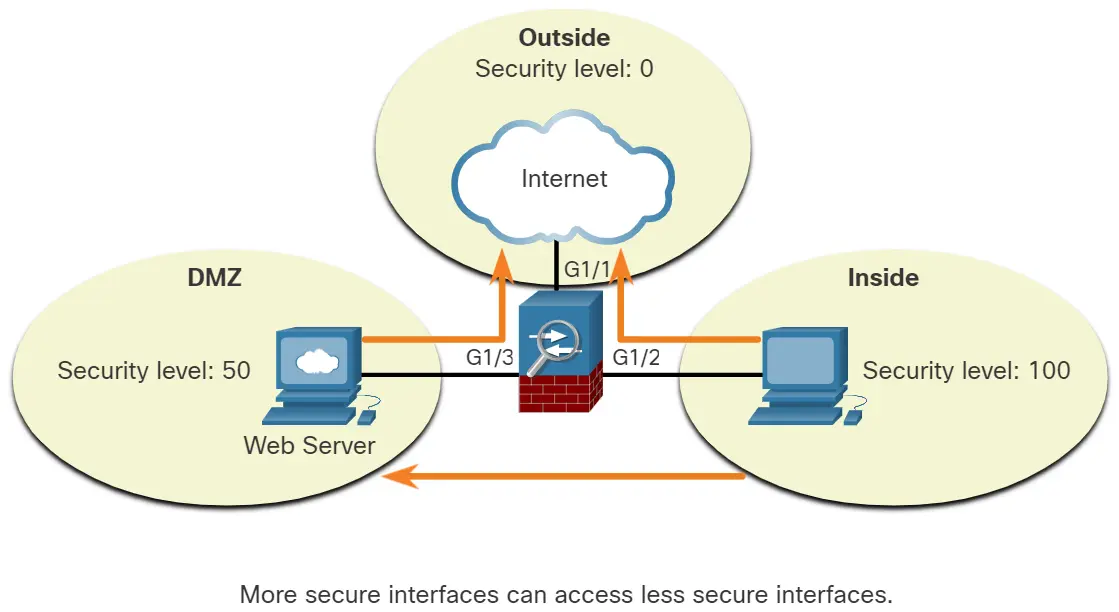 Outside
Security level: 0
Internet
G1/1
DMZ
Inside
G1/3
G1/2
Security level: 50
Security level: 100
Web Server
More secure interfaces can access less secure interfaces.